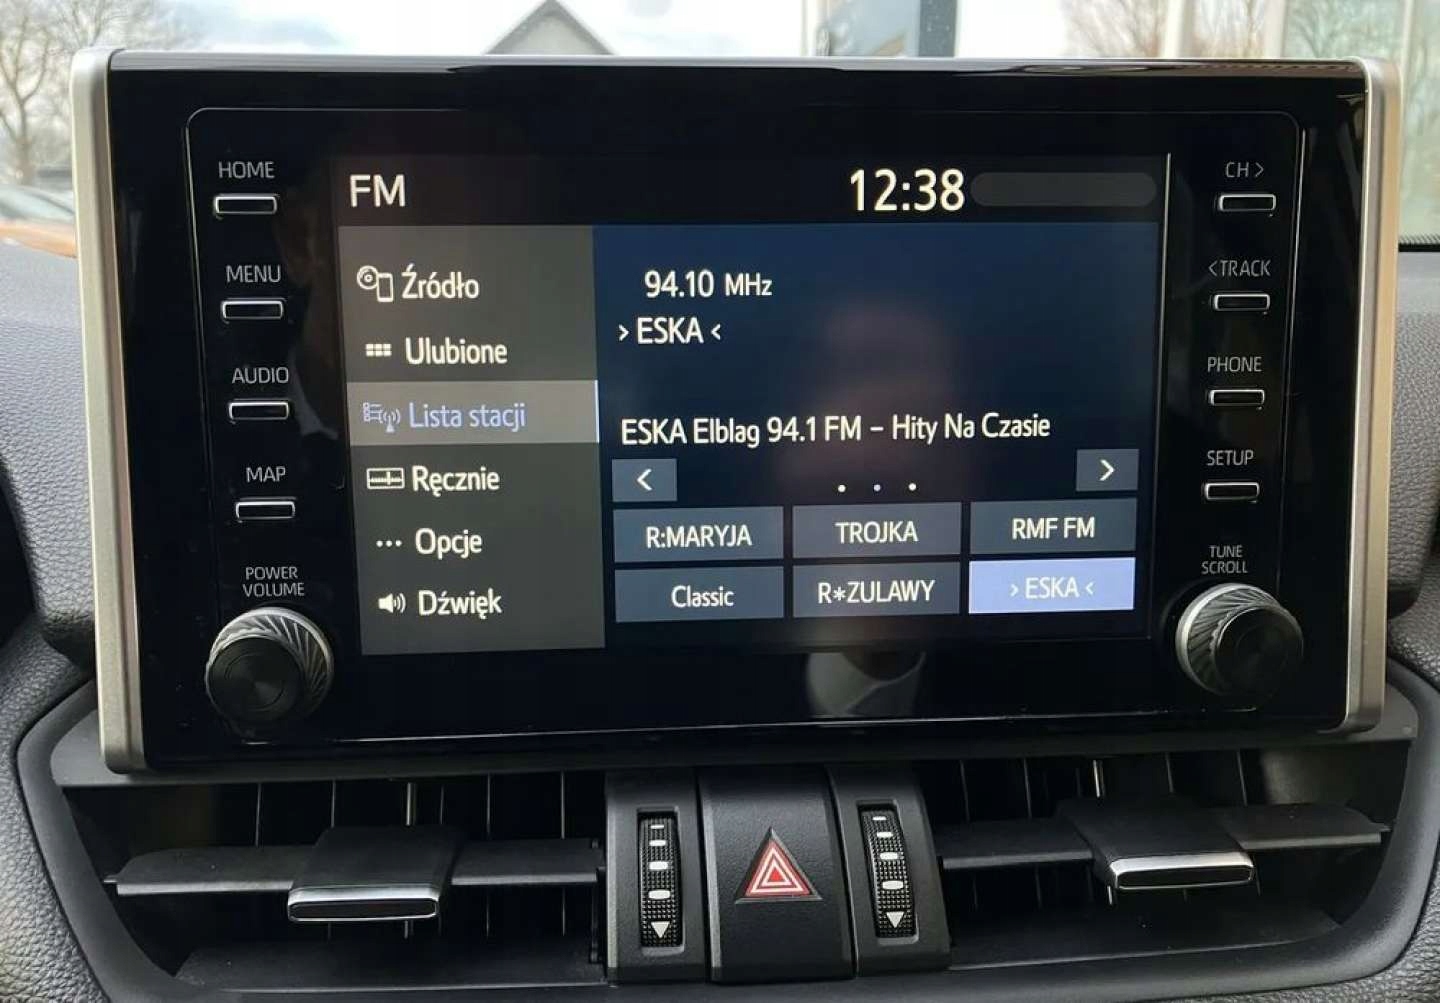 HOME
MENU
AUDIO
MAP
POWER
VOLUME
FM
12:38
Źródło
Ulubione
Lista stacji
Ręcznie
Opcje
Dźwięk
94.10 MHz
› ESKA ‹
ESKA Elblag 94.1 FM - Hity Na Czasie
<
>
R:MARYJA
TROJKA
RMF FM
Classic
R*ZULAWY
› ESKA ‹
CH >
< TRACK
PHONE
SETUP
TUNE
SCROLL